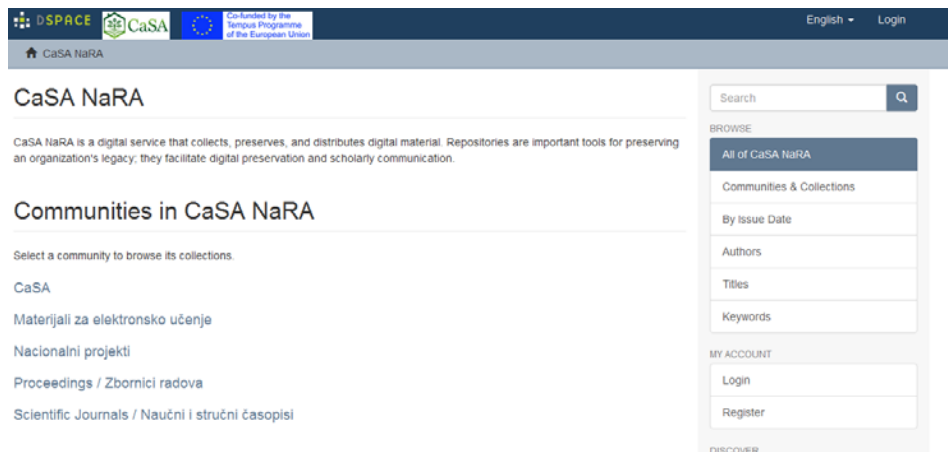 DSPACE
CaSA
Co-funded by the
Tempus Programme
of the European Union
English
Login
CaSA NaRA
CaSA NaRA
CaSA NaRA is a digital service that collects, preserves, and distributes digital material. Repositories are important tools for preserving
an organization's legacy; they facilitate digital preservation and scholarly communication.
Communities in CaSA NaRA
Select a community to browse its collections.
CaSA
Materijali za elektronsko učenje
Nacionalni projekti
Proceedings / Zbornici radova
Scientific Journals / Naučni i stručni časopisi
Search
BROWSE
All of CaSA NaRA
Communities & Collections
By Issue Date
Authors
Titles
Keywords
MY ACCOUNT
Login
Register
DISCOVER